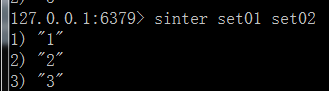 127.0.0.1:6379> sinter set01 set02
1) "1"
2) "2"
3) "3"